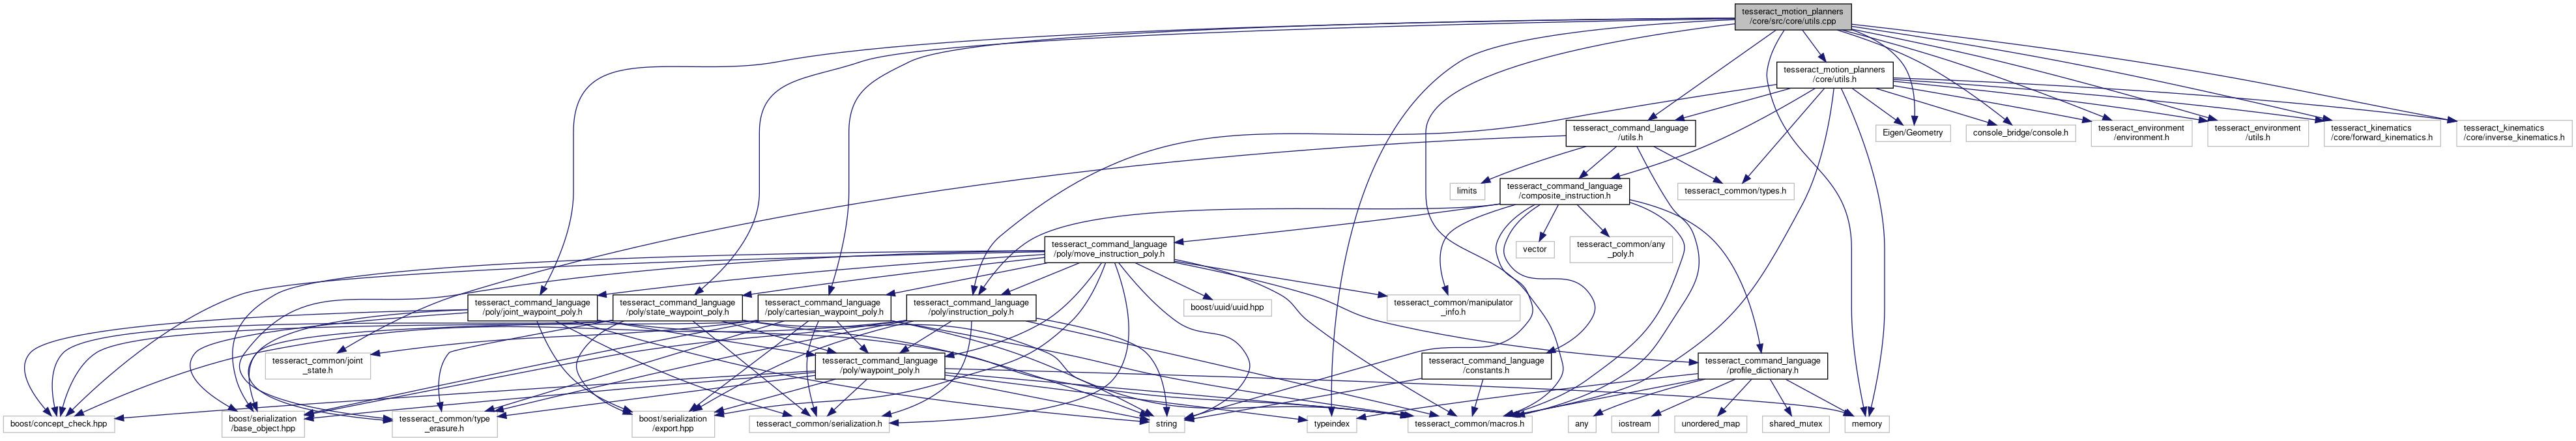 tesseract_motion_planners
/core/src/core/utils.cpp
tesseract_motion_planners
/core/utils.h
tesseract_command_language
/utils.h
Eigen/Geometry
console_bridge/console.h
tesseract_environment
/environment.h
tesseract_environment
/utils.h
tesseract_kinematics
/core/forward_kinematics.h
tesseract_kinematics
/core/inverse_kinematics.h
limits
tesseract_command_language
/composite_instruction.h
tesseract_common/types.h
tesseract_command_language
/poly/move_instruction_poly.h
vector
tesseract_common/any
_poly.h
tesseract_command_language
/poly/joint_waypoint_poly.h
tesseract_command_language
/poly/state_waypoint_poly.h
tesseract_command_language
/poly/cartesian_waypoint_poly.h
tesseract_command_language
/poly/instruction_poly.h
boost/uuid/uuid.hpp
tesseract_common/manipulator
_info.h
tesseract_common/joint
_state.h
tesseract_command_language
/poly/waypoint_poly.h
tesseract_command_language
/constants.h
tesseract_command_language
/profile_dictionary.h
boost/concept_check.hpp
boost/serialization
/base_object.hpp
tesseract_common/type
_erasure.h
boost/serialization
/export.hpp
tesseract_common/serialization.h
string
typeindex
tesseract_common/macros.h
any
iostream
unordered_map
shared_mutex
memory